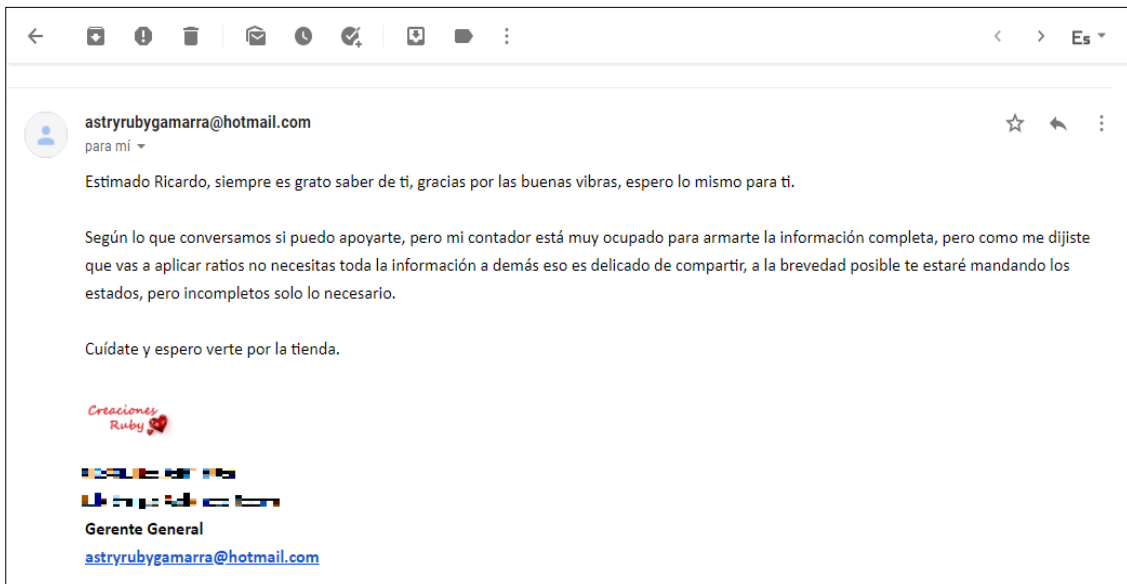 Es
astryrubygamarra@hotmail.com
para mí
Estimado Ricardo, siempre es grato saber de ti, gracias por las buenas vibras, espero lo mismo para ti.
Según lo que conversamos si puedo apoyarte, pero mi contador está muy ocupado para armarte la información completa, pero como me dijiste
que vas a aplicar ratios no necesitas toda la información a demás eso es delicado de compartir, a la brevedad posible te estaré mandando los
estados, pero incompletos solo lo necesario.
Cuídate y espero verte por la tienda.
Creaciones
Ruby
Gerente General
astryrubygamarra@hotmail.com